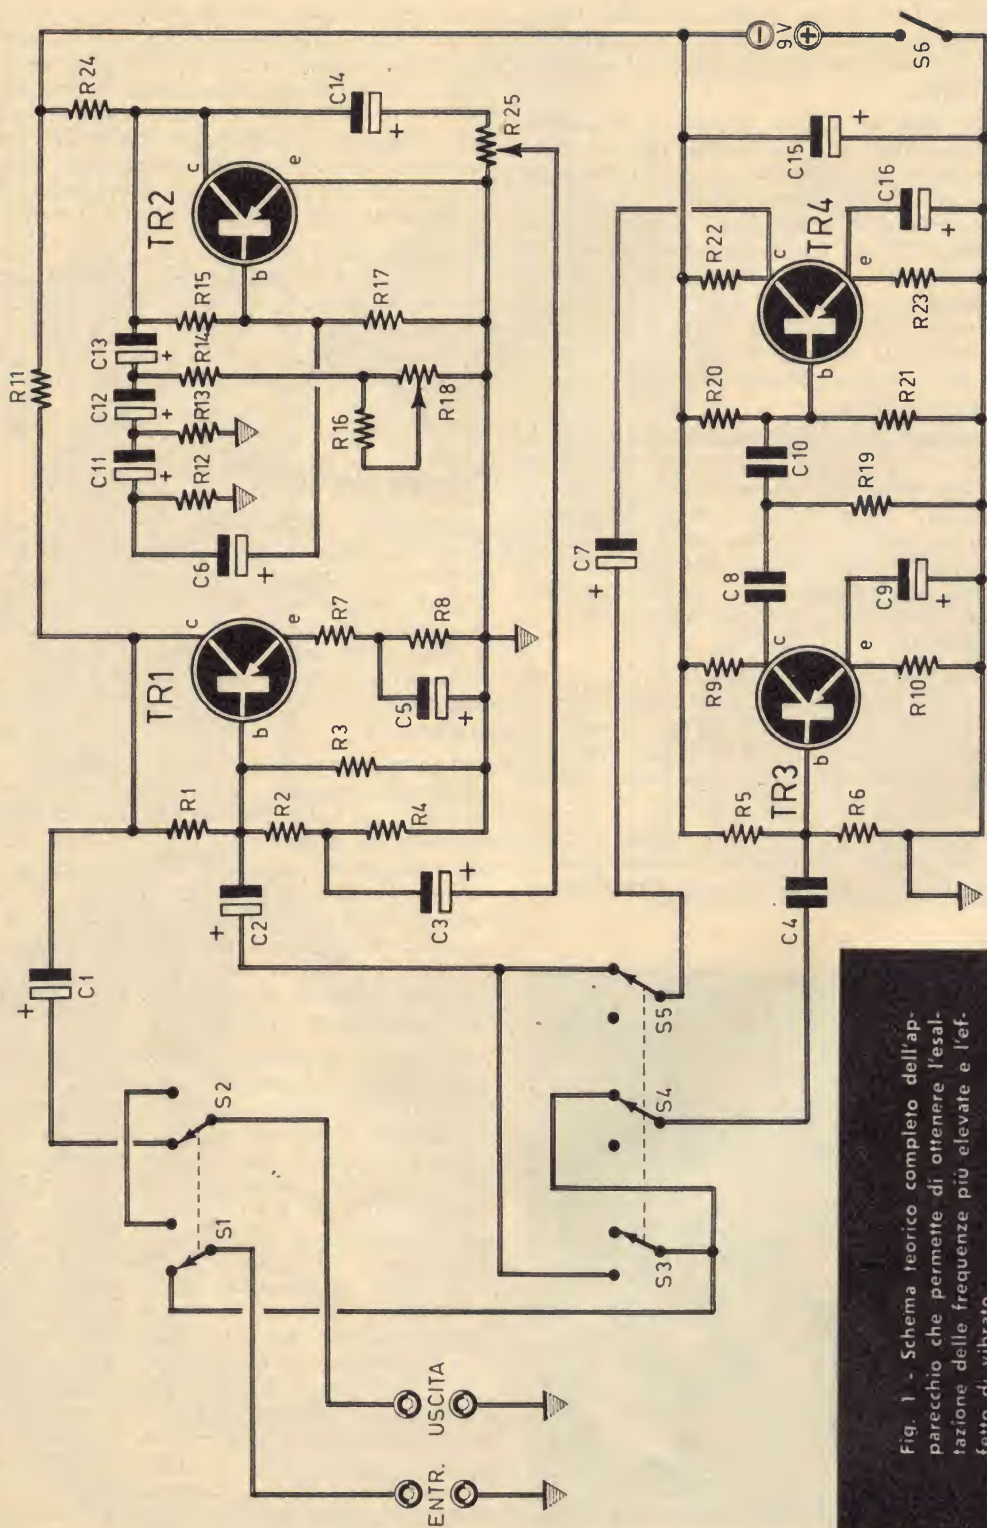 R24
C14
+
R25
TR2
c
e
b
R15
R17
C13
+
R14
C12
+
R13
C11
+
R12
R16
R18
R11
C6
+
TR1
c
e
b
R7
R8
C5
+
R3
R1
R2
R4
C2
+
C3
+
C1
+
S2
S1
S3
S4
S5
C7
+
C4
ENTR.
USCITA
−
9V
+
S6
C15
+
C16
+
TR4
c
e
b
R22
R23
R20
R21
C10
R19
C8
C9
+
R9
R10
TR3
c
e
b
R5
R6
Fig. 1 - Schema teorico completo dell'ap-
parecchio che permette di ottenere l'esal-
tazione delle frequenze più elevate e l'ef-
fetto di vibrato.